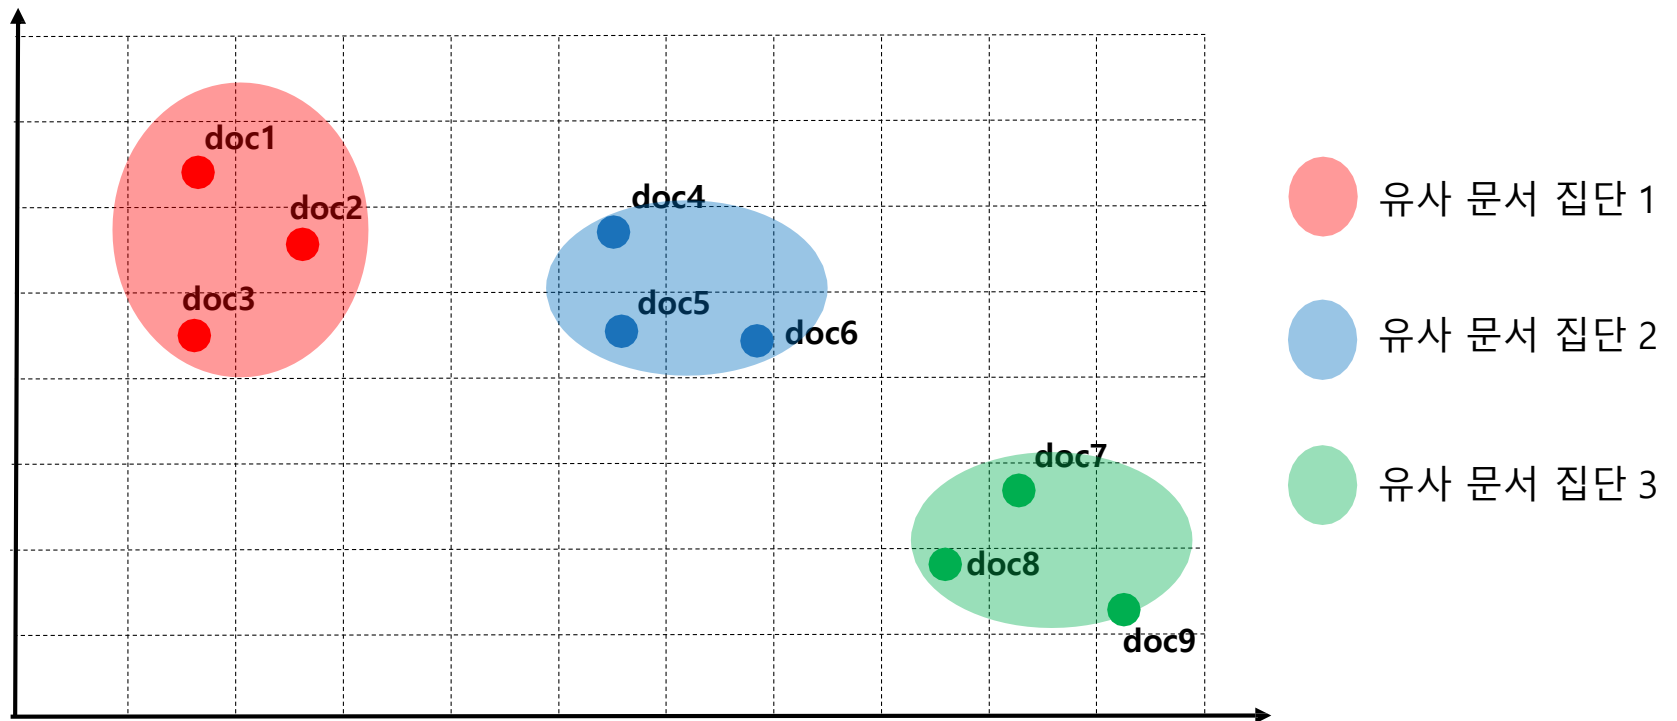 doc1
doc2
doc3
doc4
doc5
doc6
doc7
doc8
doc9
유사 문서 집단 1
유사 문서 집단 2
유사 문서 집단 3